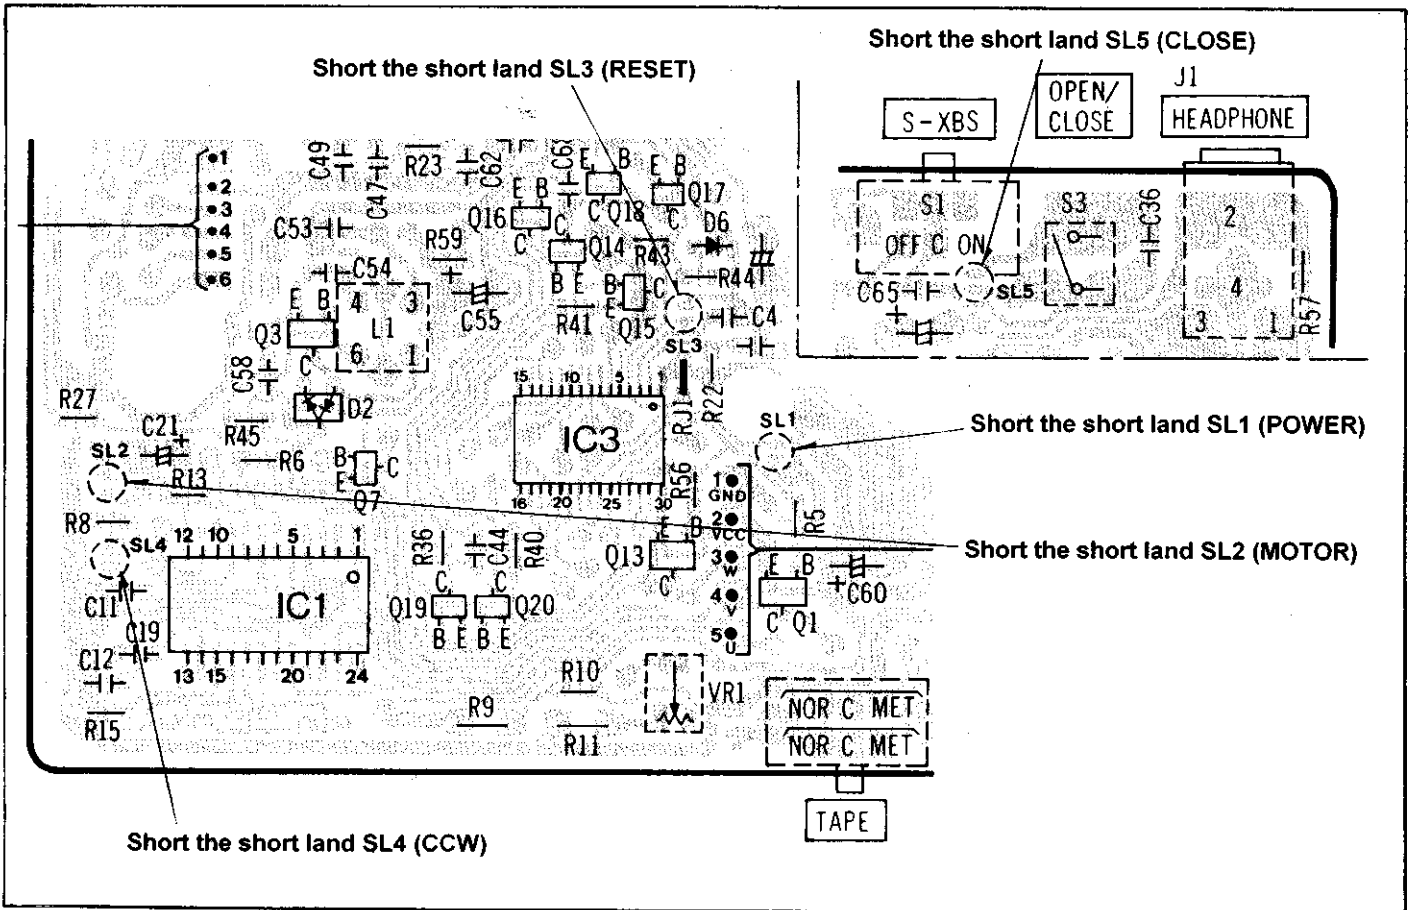 Short the short land SL5 (CLOSE)
Short the short land SL3 (RESET)
J1
S-XBS
OPEN/
CLOSE
HEADPHONE
1
2
3
4
5
6
C49
C47
R23
C62
E B
Q18
C
E B
Q17
C
E B
Q16
C
C53
R59
Q14
B E
C
R43
D6
R44
C54
C55
R41
B
C
E
Q15
SL3
C4
E B
Q3
C
4 3
L1
6 1
C58
S1
OFF C ON
SL5
C65
S3
C36
2
4
3 1
R57
R27
D2
15 10 5 1
IC3
16 20 25 30
RJ1
R22
SL1
Short the short land SL1 (POWER)
C21
SL2
R45
R6
R13
B
C
E
Q7
R56
1
GND
2
VCC
3
W
4
V
5
U
R5
R8
SL4
12 10 5 1
IC1
13 15 20 24
R36
C44
R40
E B
Q13
C
Short the short land SL2 (MOTOR)
E B
C Q1
C60
C11
C19
C12
R15
C C
Q19 Q20
B E B E
R10
R9
R11
VR1
NOR C MET
NOR C MET
TAPE
Short the short land SL4 (CCW)